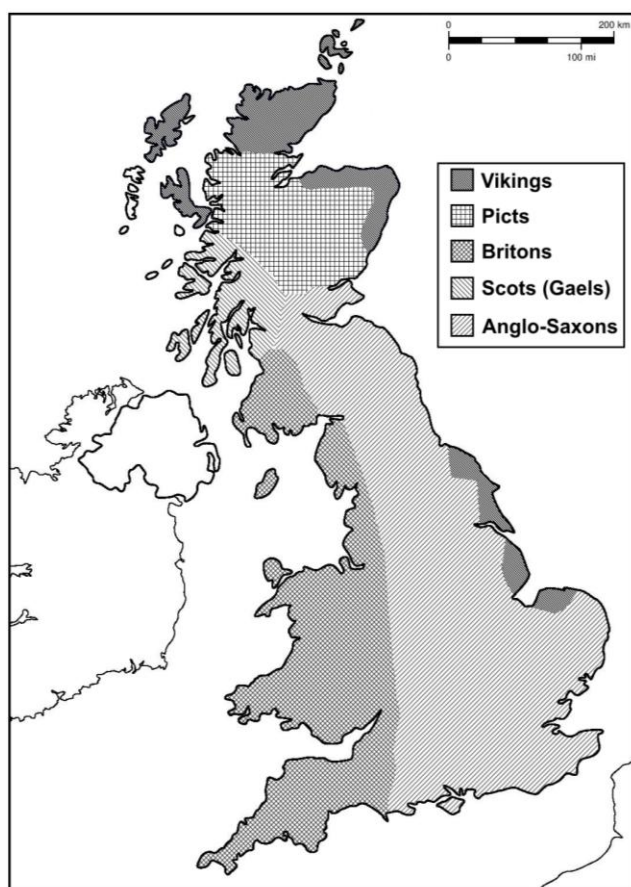 0 200 km
0 100 mi
Vikings
Picts
Britons
Scots (Gaels)
Anglo-Saxons